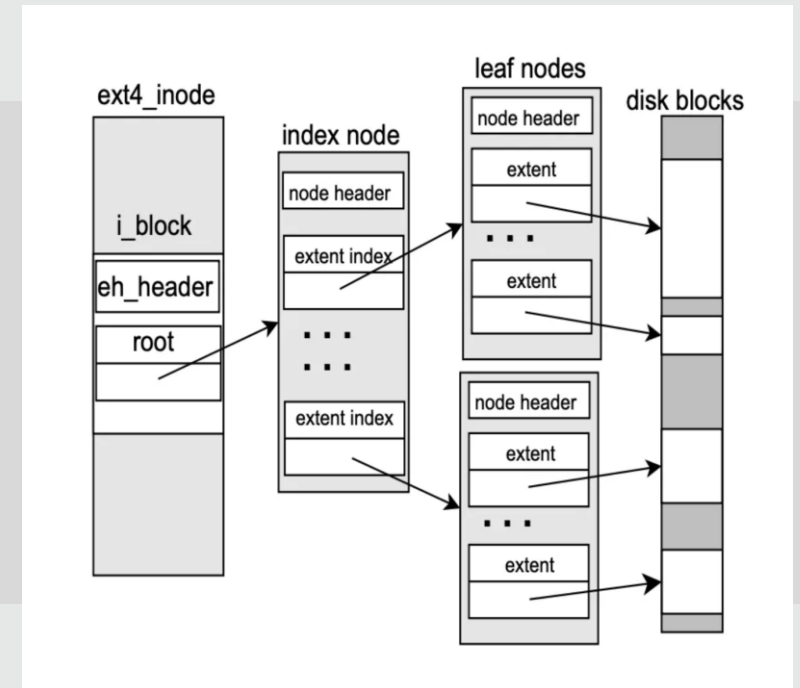 ext4_inode
i_block
eh_header
root
index node
node header
extent index
. . .
. . .
extent index
leaf nodes
node header
extent
. . .
extent
node header
extent
. . .
extent
disk blocks